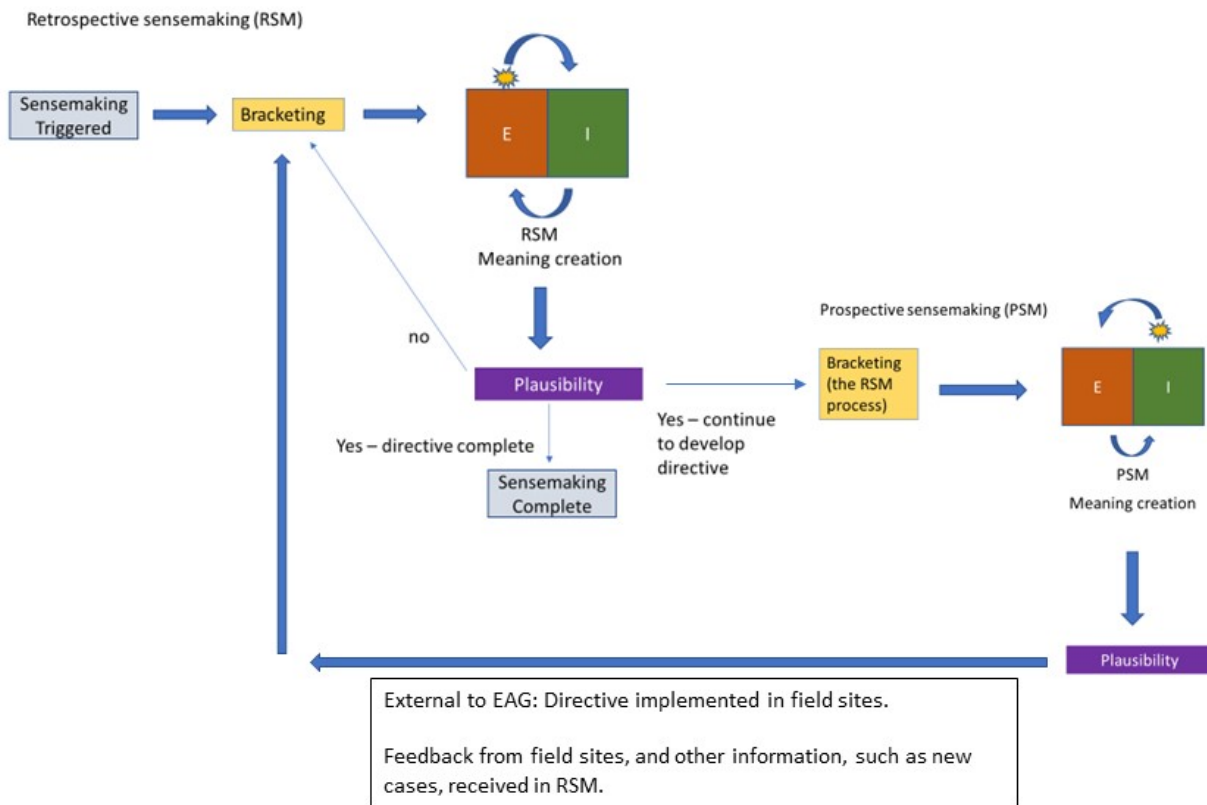 Retrospective sensemaking (RSM)
Sensemaking
Triggered
Bracketing
E
I
RSM
Meaning creation
no
Plausibility
Yes – directive complete
Sensemaking
Complete
Yes – continue
to develop
directive
Prospective sensemaking (PSM)
Bracketing
(the RSM
process)
E
I
PSM
Meaning creation
Plausibility
External to EAG: Directive implemented in field sites.
Feedback from field sites, and other information, such as new
cases, received in RSM.